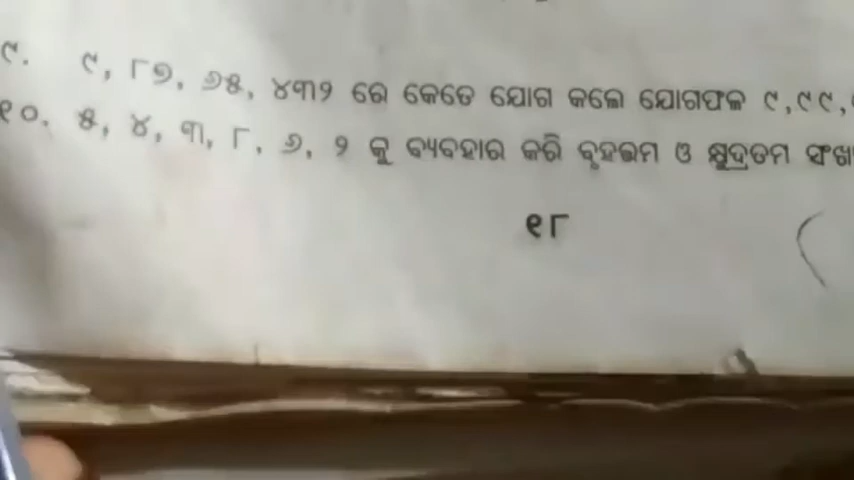 ୯. ୯, ୮୭, ୬୫, ୪୩୨ ରେ କେତେ ଯୋଗ କଲେ ଯୋଗଫଳ ୯,୯୯,
୧୦. ୫, ୪, ୩, ୮, ୬, ୨ କୁ ବ୍ୟବହାର କରି ବୃହତ୍ତମ ଓ କ୍ଷୁଦ୍ରତମ
୧୮